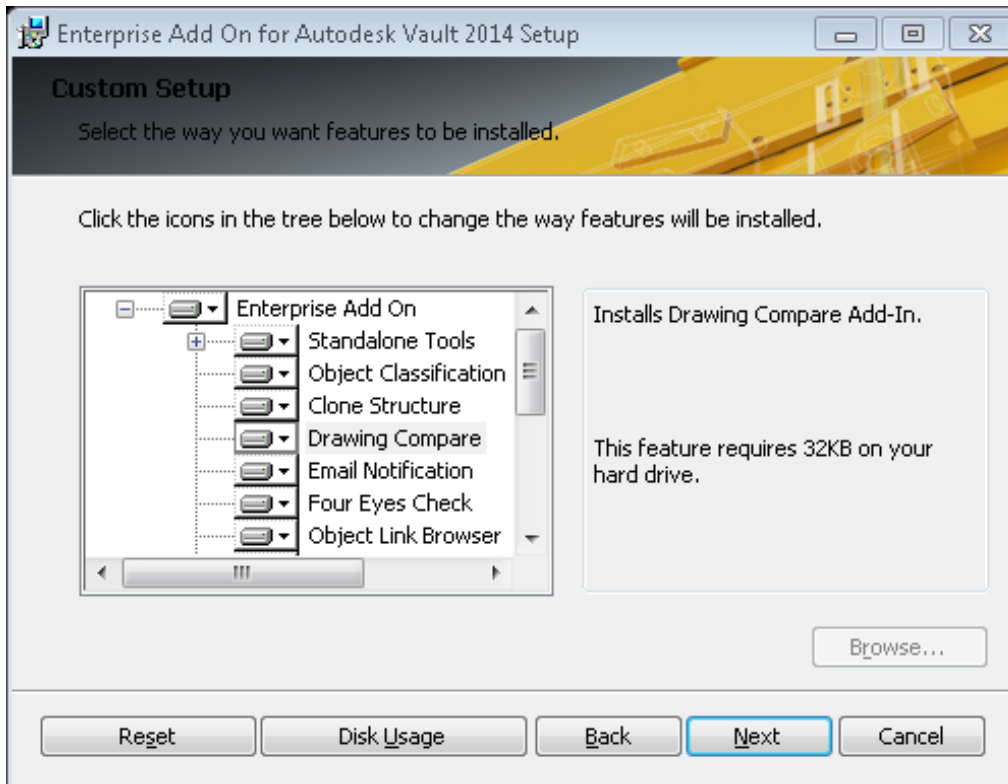 Enterprise Add On for Autodesk Vault 2014 Setup
Custom Setup
Select the way you want features to be installed.
Click the icons in the tree below to change the way features will be installed.
Enterprise Add On
Standalone Tools
Object Classification
Clone Structure
Drawing Compare
Email Notification
Four Eyes Check
Object Link Browser
Installs Drawing Compare Add-In.
This feature requires 32KB on your
hard drive.
Browse...
Reset
Disk Usage
Back
Next
Cancel